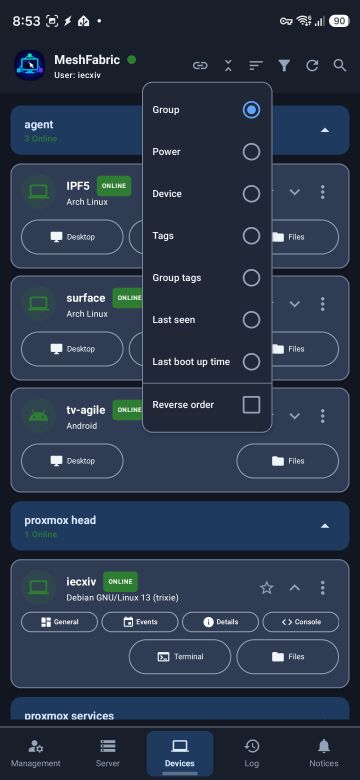 8:53
90
MeshFabric
User: iecxiv
Group
Power
Device
Tags
Group tags
Last seen
Last boot up time
Reverse order
agent
3 Online
IPF5
ONLINE
Arch Linux
Desktop
Files
surface
ONLINE
Arch Linux
Desktop
Files
tv-agile
ONLINE
Android
Desktop
Files
proxmox head
1 Online
iecxiv
ONLINE
Debian GNU/Linux 13 (trixie)
General
Events
Details
Console
Terminal
Files
proxmox services
Management
Server
Devices
Log
Notices